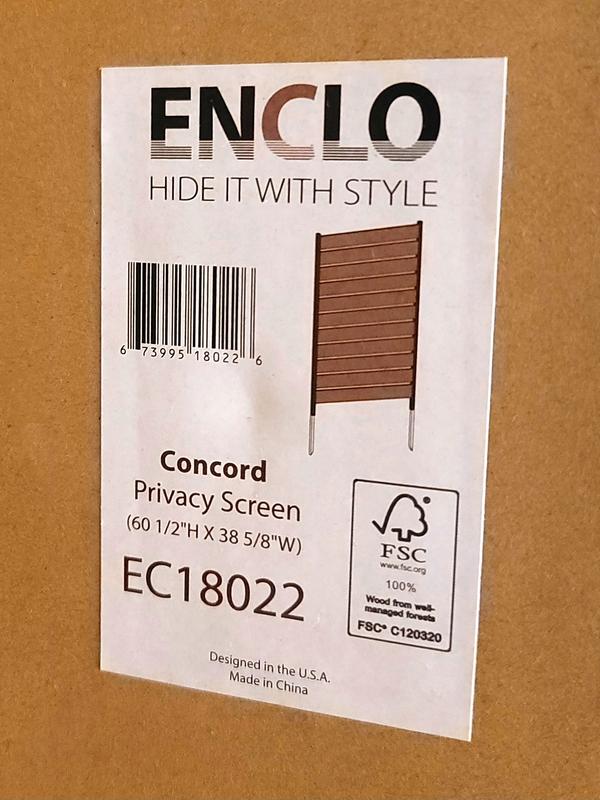 ENCLO
HIDE IT WITH STYLE
6 73995 18022 6
Concord
Privacy Screen
(60 1/2"H X 38 5/8"W)
EC18022
FSC
www.fsc.org
100%
Wood from well-
managed forests
FSC® C120320
Designed in the U.S.A.
Made in China